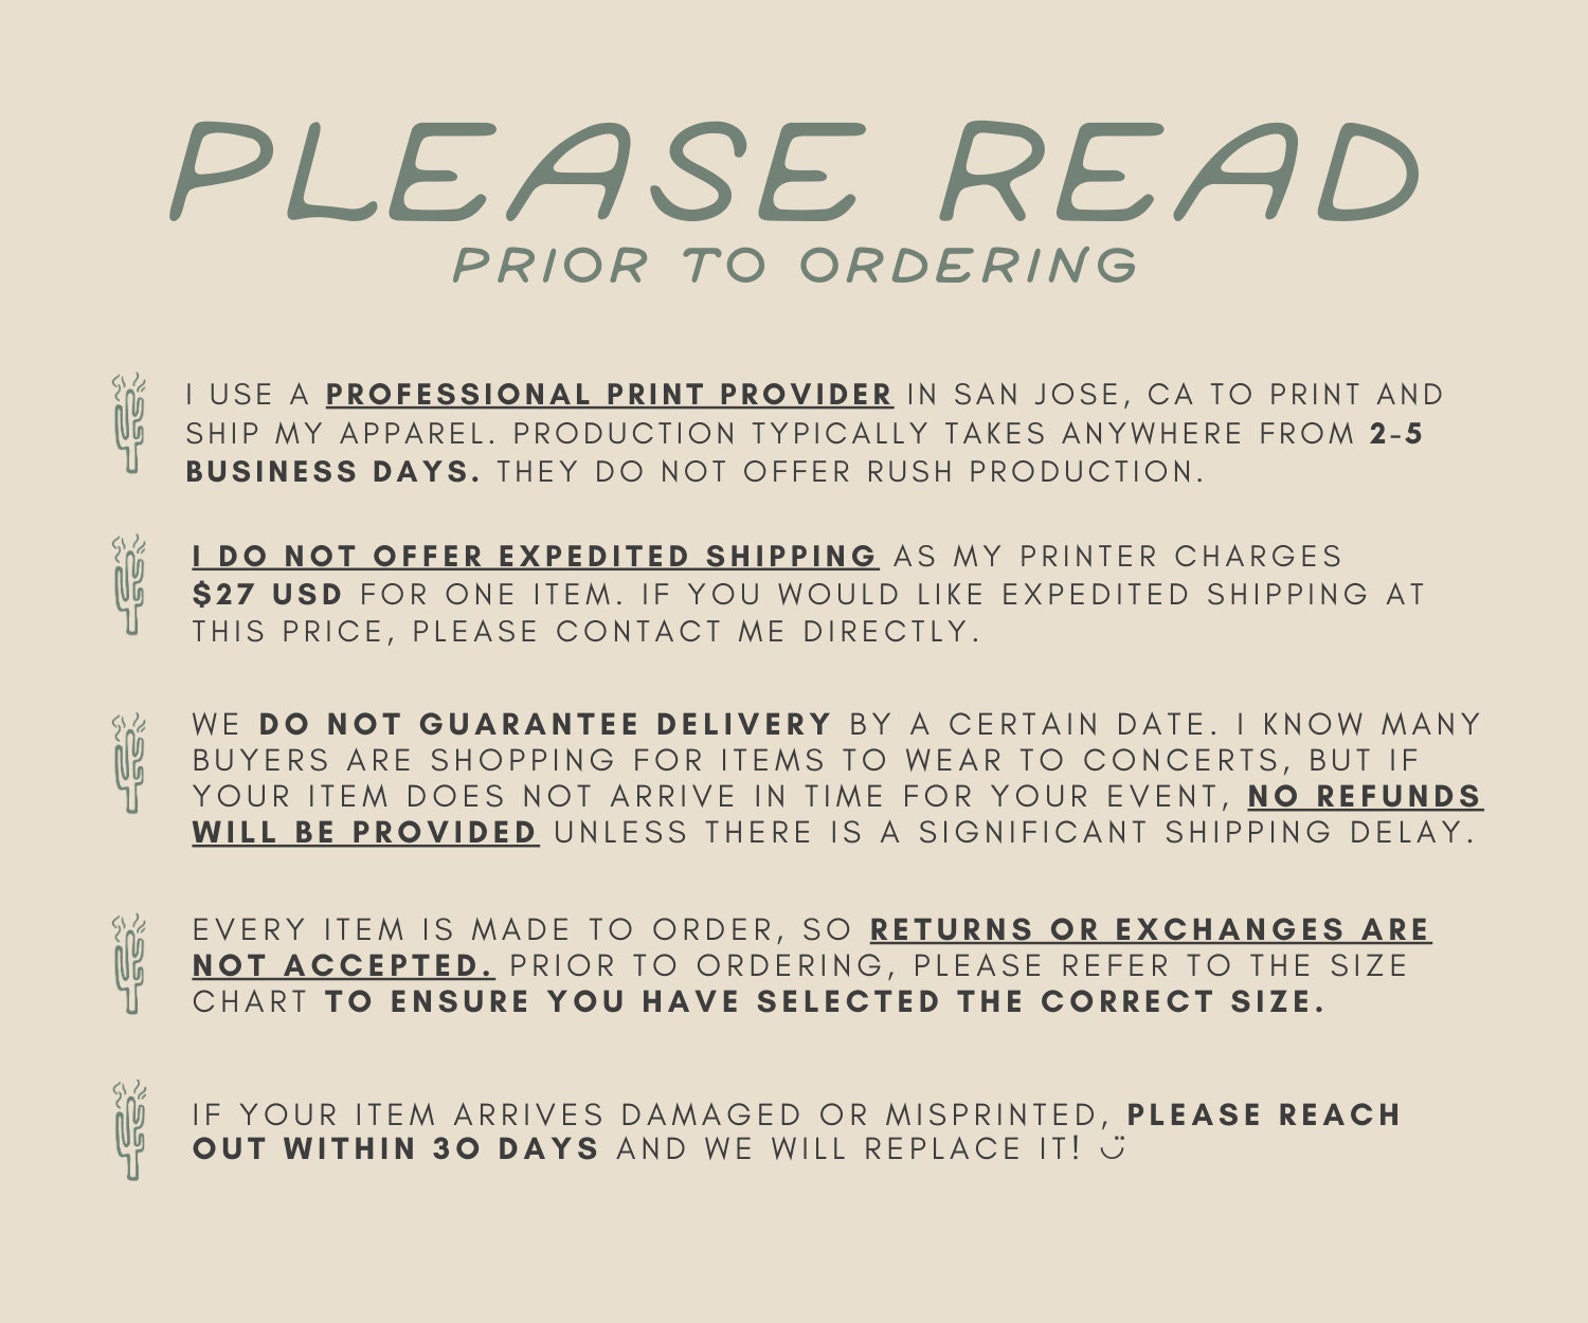 PLEASE READ
PRIOR TO ORDERING
I USE A PROFESSIONAL PRINT PROVIDER IN SAN JOSE, CA TO PRINT AND
SHIP MY APPAREL. PRODUCTION TYPICALLY TAKES ANYWHERE FROM 2-5
BUSINESS DAYS. THEY DO NOT OFFER RUSH PRODUCTION.
I DO NOT OFFER EXPEDITED SHIPPING AS MY PRINTER CHARGES
$27 USD FOR ONE ITEM. IF YOU WOULD LIKE EXPEDITED SHIPPING AT
THIS PRICE, PLEASE CONTACT ME DIRECTLY.
WE DO NOT GUARANTEE DELIVERY BY A CERTAIN DATE. I KNOW MANY
BUYERS ARE SHOPPING FOR ITEMS TO WEAR TO CONCERTS, BUT IF
YOUR ITEM DOES NOT ARRIVE IN TIME FOR YOUR EVENT, NO REFUNDS
WILL BE PROVIDED UNLESS THERE IS A SIGNIFICANT SHIPPING DELAY.
EVERY ITEM IS MADE TO ORDER, SO RETURNS OR EXCHANGES ARE
NOT ACCEPTED. PRIOR TO ORDERING, PLEASE REFER TO THE SIZE
CHART TO ENSURE YOU HAVE SELECTED THE CORRECT SIZE.
IF YOUR ITEM ARRIVES DAMAGED OR MISPRINTED, PLEASE REACH
OUT WITHIN 30 DAYS AND WE WILL REPLACE IT! ت̈